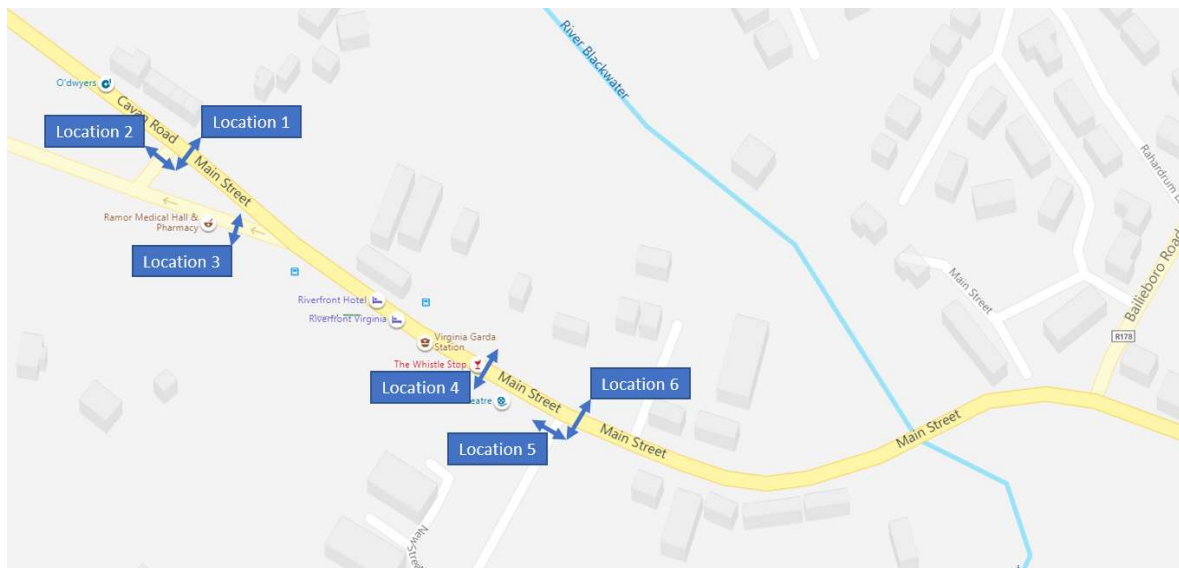 River Blackwater
O'dwyers
Cavan Road
Location 1
Location 2
Main Street
Ramor Medical Hall &
Pharmacy
Location 3
Riverfront Hotel
Riverfront Virginia
Virginia Garda
Station
The Whistle Stop
Location 4
Main Street
Location 6
Main Street
Location 5
New Street
Main Street
Main Street
Bailieboro Road
R178
Rahardrum